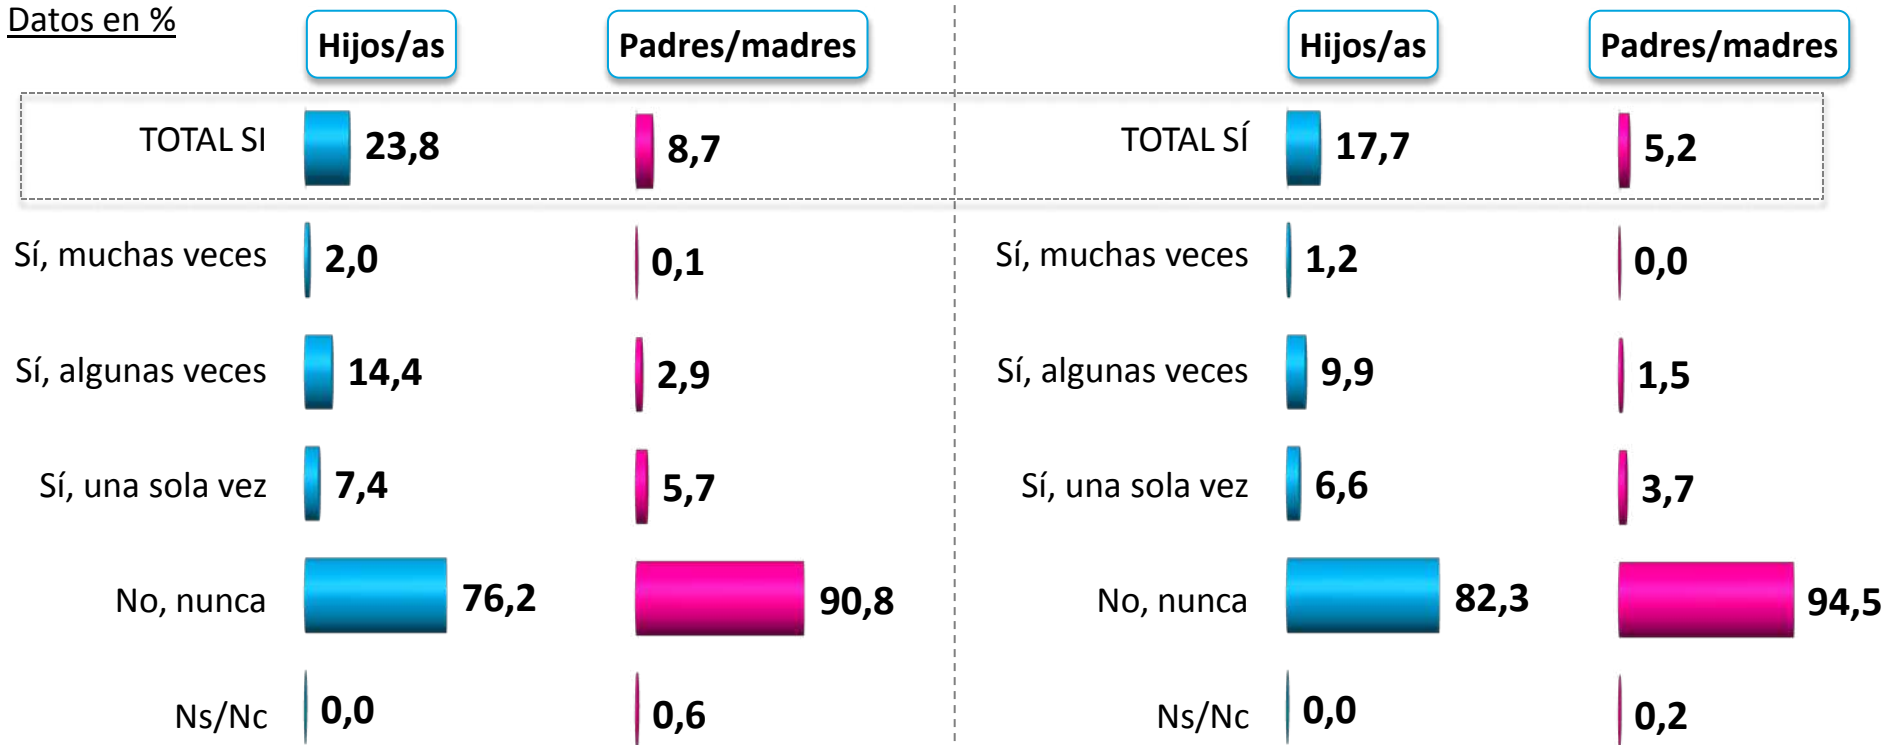 Datos en %
Hijos/as Padres/madres
TOTAL SI 23,8 8,7
Sí, muchas veces 2,0 0,1
Sí, algunas veces 14,4 2,9
Sí, una sola vez 7,4 5,7
No, nunca 76,2 90,8
Ns/Nc 0,0 0,6
Hijos/as Padres/madres
TOTAL SÍ 17,7 5,2
Sí, muchas veces 1,2 0,0
Sí, algunas veces 9,9 1,5
Sí, una sola vez 6,6 3,7
No, nunca 82,3 94,5
Ns/Nc 0,0 0,2